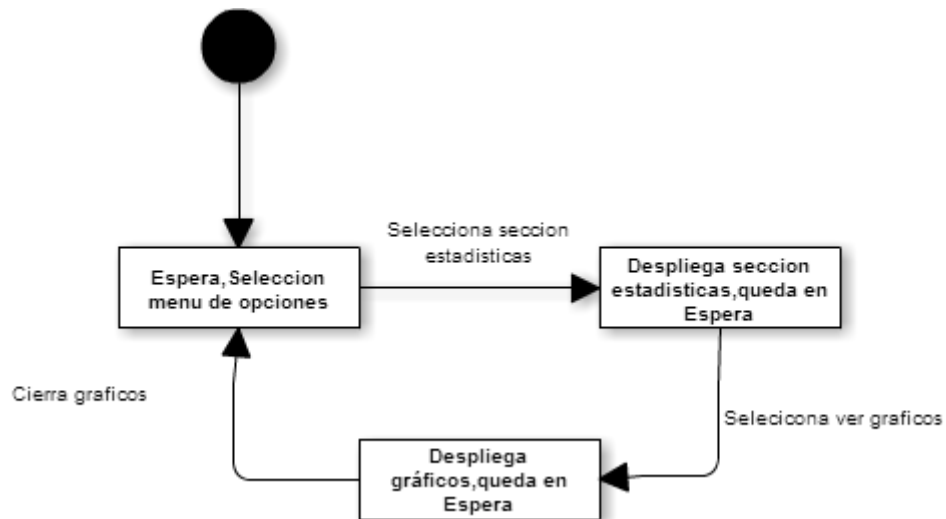 Selecciona seccion
estadisticas
Espera,Seleccion
menu de opciones
Despliega seccion
estadisticas,queda en
Espera
Cierra graficos
Selecicona ver graficos
Despliega
gráficos,queda en
Espera